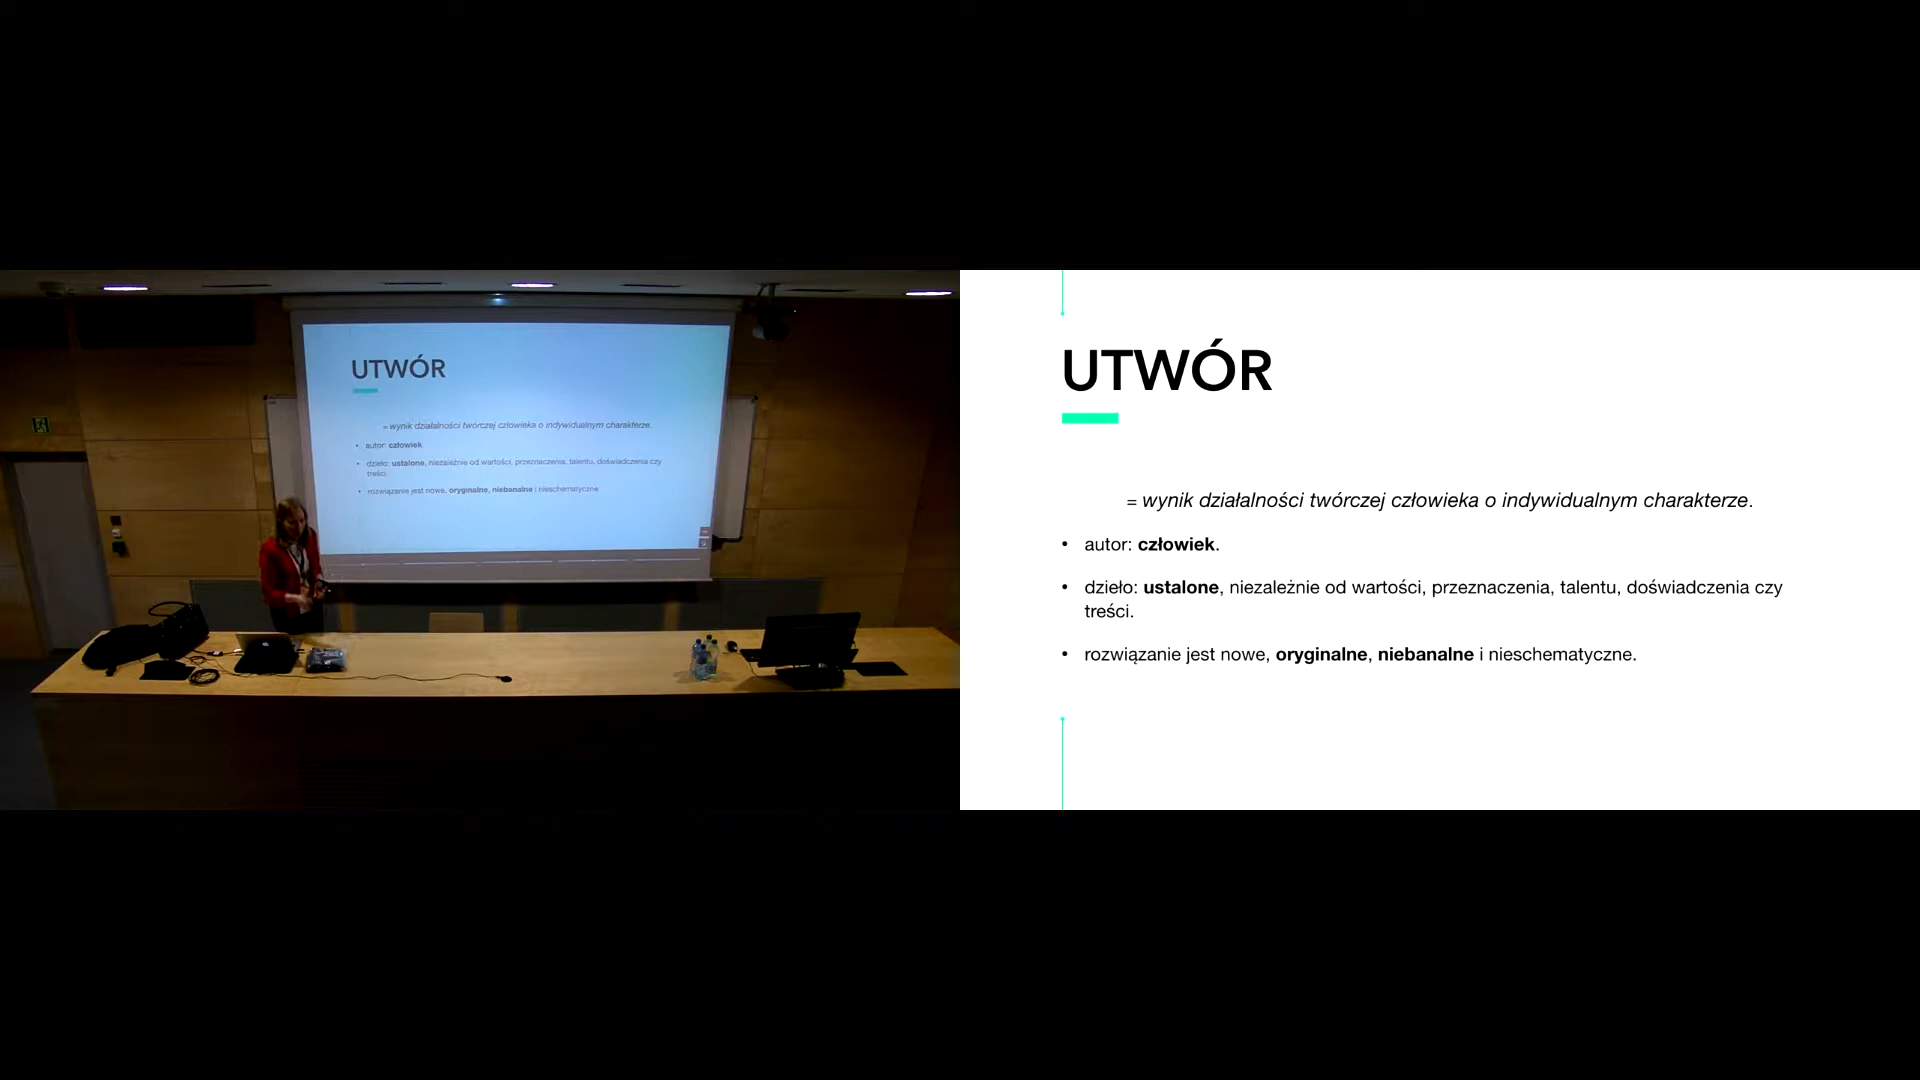 UTWÓR
= wynik działalności twórczej człowieka o indywidualnym charakterze.
• autor: człowiek.
• dzieło: ustalone, niezależnie od wartości, przeznaczenia, talentu, doświadczenia czy
treści.
• rozwiązanie jest nowe, oryginalne, niebanalne i nieschematyczne.
UTWÓR
= wynik działalności twórczej człowieka o indywidualnym charakterze.
• autor: człowiek.
• dzieło: ustalone, niezależnie od wartości, przeznaczenia, talentu, doświadczenia czy
treści.
• rozwiązanie jest nowe, oryginalne, niebanalne i nieschematyczne.